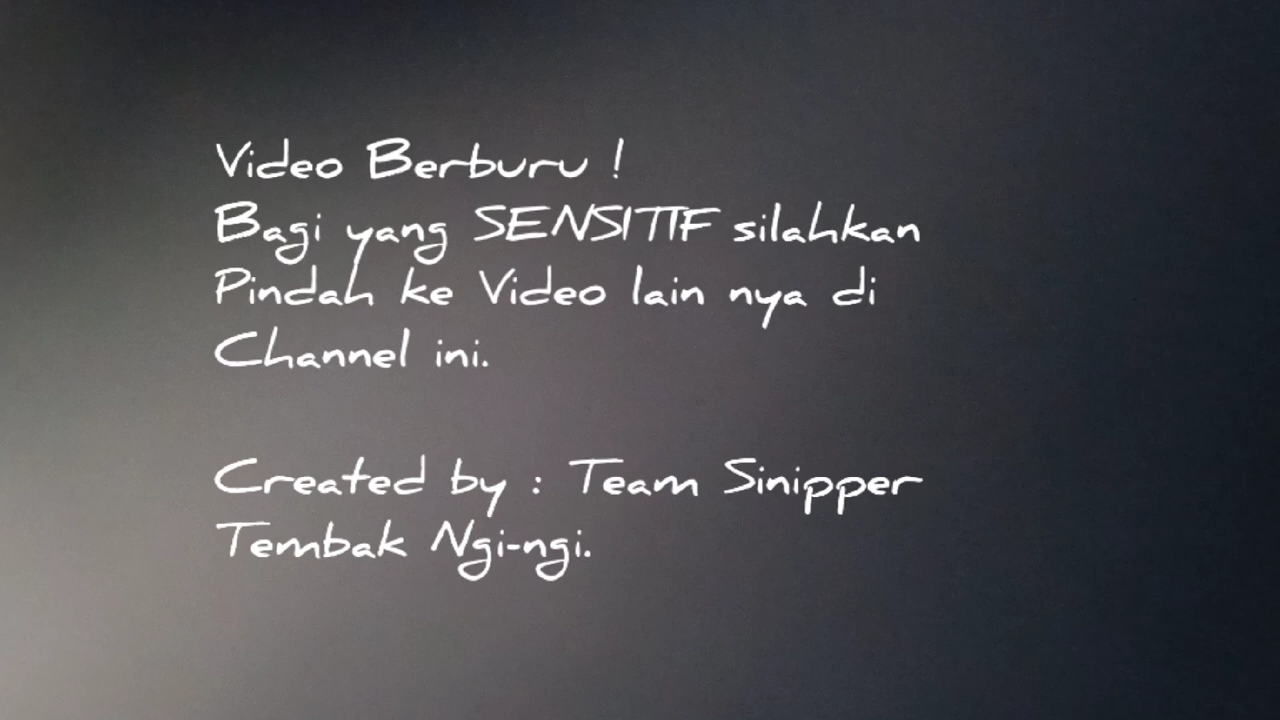 Video Berburu !
Bagi yang SENSITIF silahkan
Pindah ke Video lain nya di
Channel ini.
Created by : Team Sinipper
Tembak Ngi-ngi.